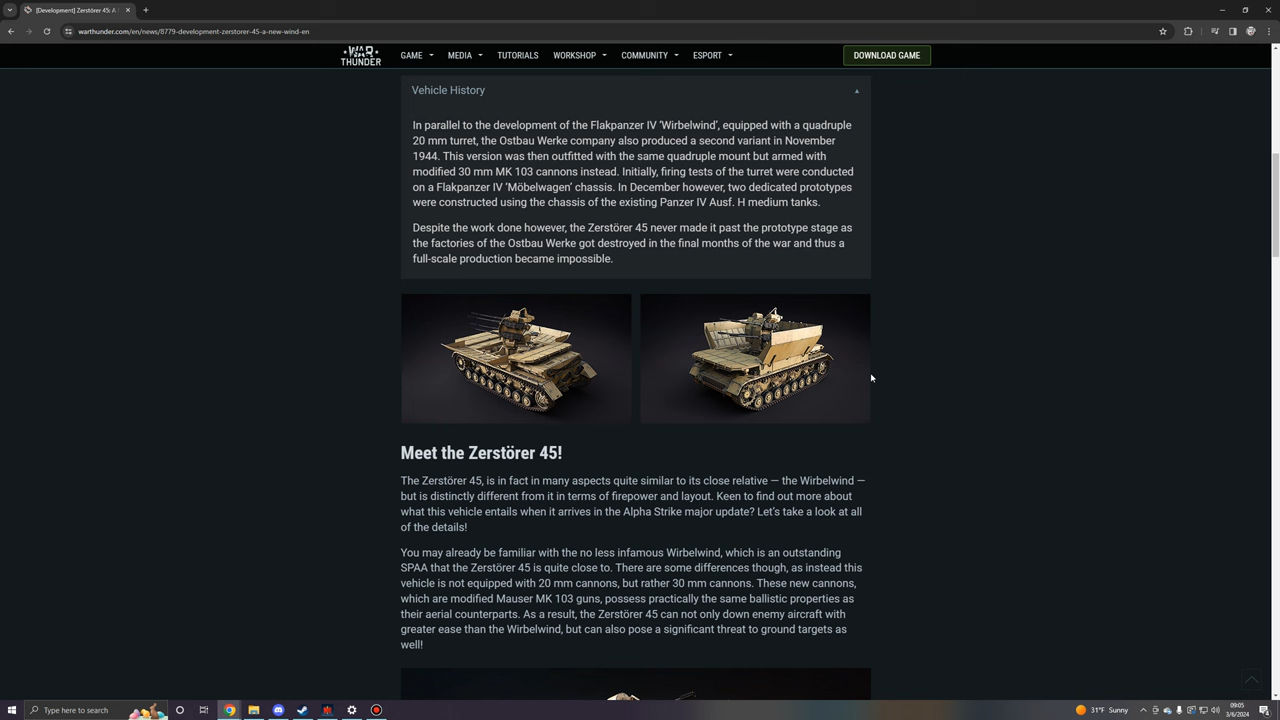 [Development] Zerstörer 45: A
warthunder.com/en/news/8779-development-zerstorer-45-a-new-wind-en
WAR THUNDER
GAME
MEDIA
TUTORIALS
WORKSHOP
COMMUNITY
ESPORT
DOWNLOAD GAME
Vehicle History
In parallel to the development of the Flakpanzer IV 'Wirbelwind', equipped with a quadruple
20 mm turret, the Ostbau Werke company also produced a second variant in November
1944. This version was then outfitted with the same quadruple mount but armed with
modified 30 mm MK 103 cannons instead. Initially, firing tests of the turret were conducted
on a Flakpanzer IV 'Möbelwagen' chassis. In December however, two dedicated prototypes
were constructed using the chassis of the existing Panzer IV Ausf. H medium tanks.
Despite the work done however, the Zerstörer 45 never made it past the prototype stage as
the factories of the Ostbau Werke got destroyed in the final months of the war and thus a
full-scale production became impossible.
Meet the Zerstörer 45!
The Zerstörer 45, is in fact in many aspects quite similar to its close relative — the Wirbelwind —
but is distinctly different from it in terms of firepower and layout. Keen to find out more about
what this vehicle entails when it arrives in the Alpha Strike major update? Let's take a look at all
of the details!
You may already be familiar with the no less infamous Wirbelwind, which is an outstanding
SPAA that the Zerstörer 45 is quite close to. There are some differences though, as instead this
vehicle is not equipped with 20 mm cannons, but rather 30 mm cannons. These new cannons,
which are modified Mauser MK 103 guns, possess practically the same ballistic properties as
their aerial counterparts. As a result, the Zerstörer 45 can not only down enemy aircraft with
greater ease than the Wirbelwind, but can also pose a significant threat to ground targets as
well!
Type here to search
31°F Sunny
09:05
3/6/2024